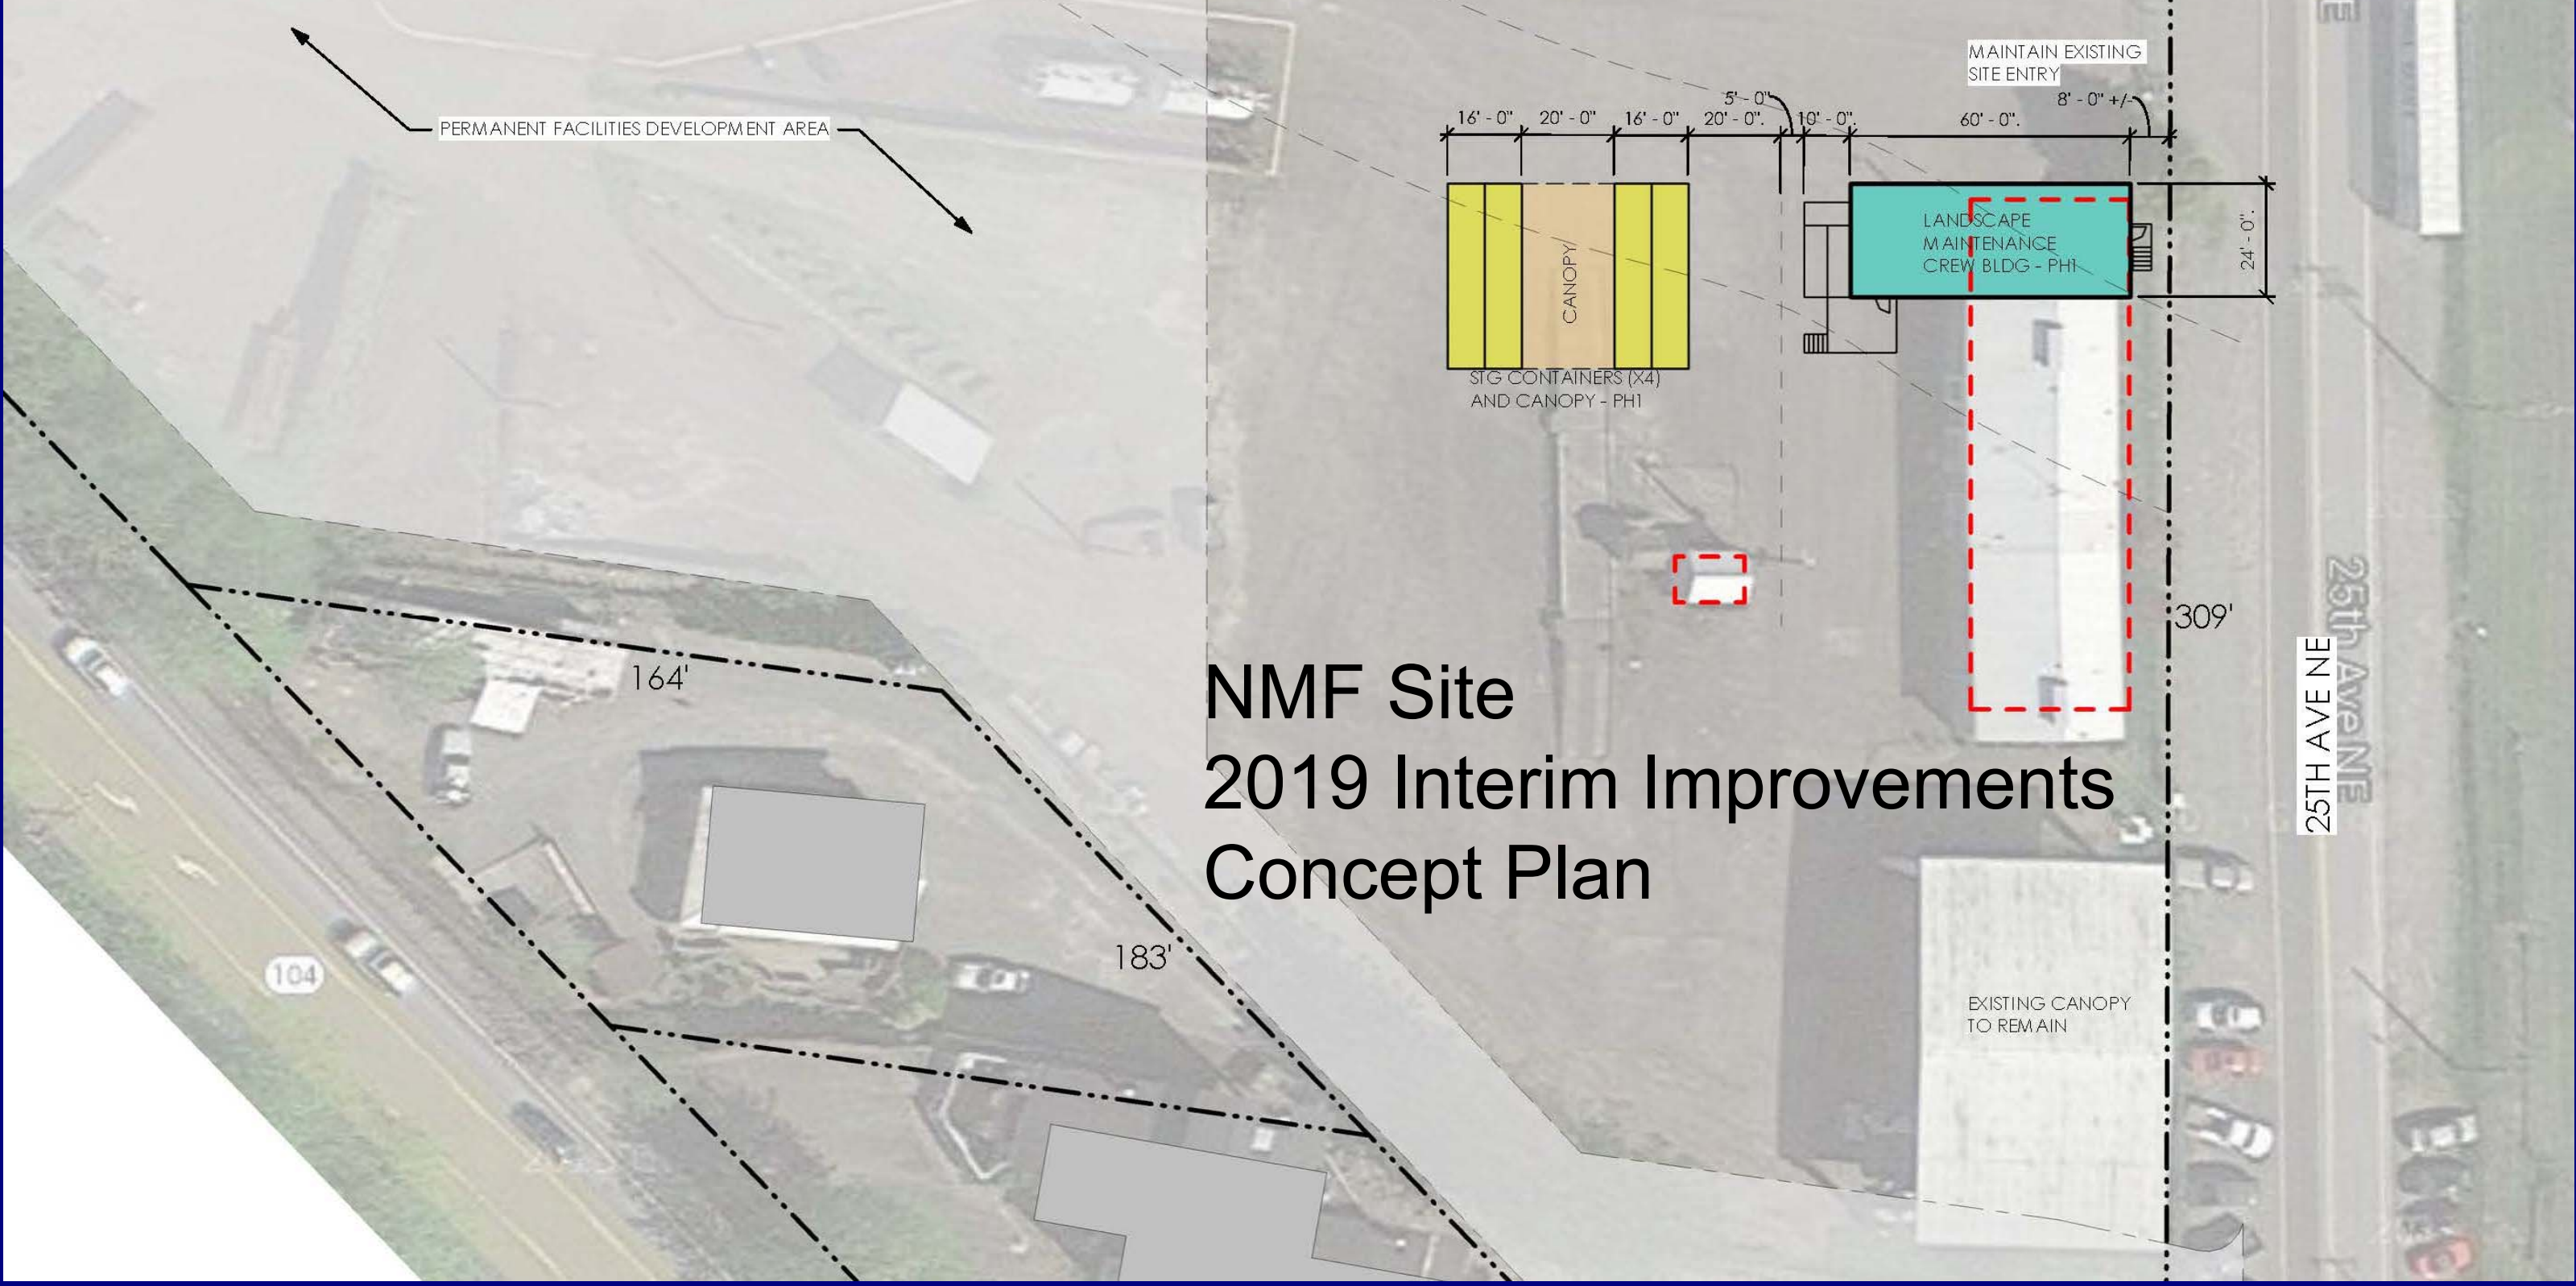 MAINTAIN EXISTING
SITE ENTRY
PERMANENT FACILITIES DEVELOPMENT AREA
16' - 0"
20' - 0"
16' - 0"
20' - 0".
5' - 0"
10' - 0".
60' - 0".
8' - 0" +/-
24' - 0".
LANDSCAPE
MAINTENANCE
CREW BLDG - PH1
CANOPY
STG CONTAINERS (X4)
AND CANOPY - PH1
309'
25TH AVE NE
25th Ave NE
164'
NMF Site
2019 Interim Improvements
Concept Plan
183'
104
EXISTING CANOPY
TO REMAIN